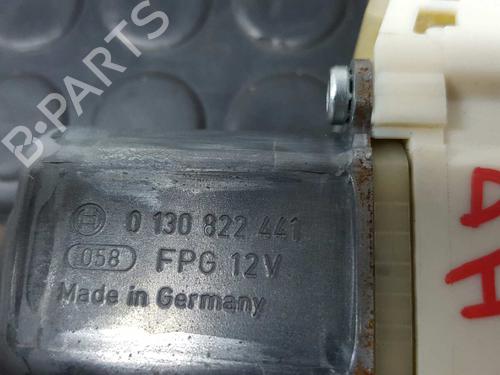 B-PARTS
0 130 822 441
058 FPG 12V
Made in Germany
D
I